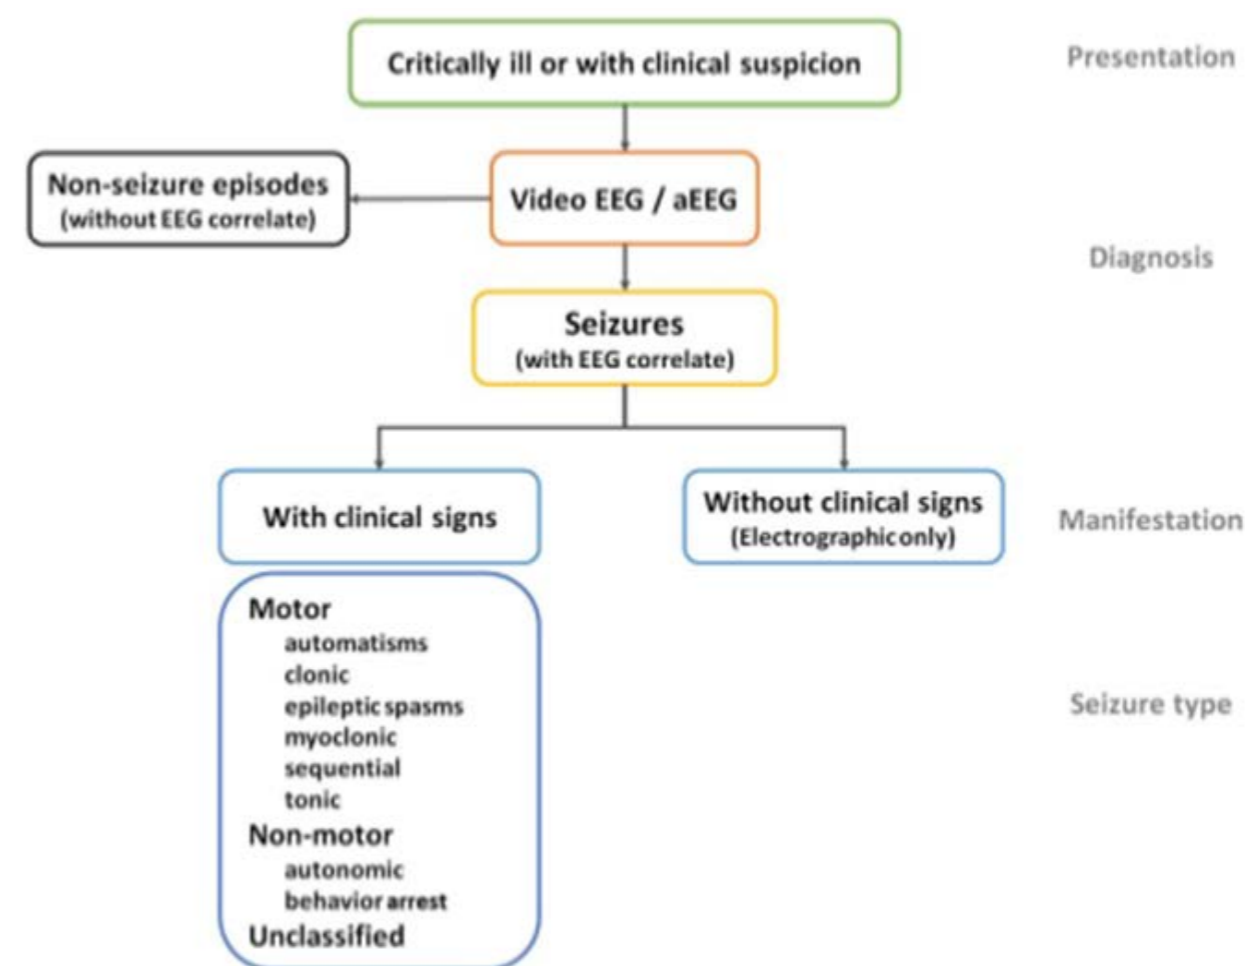 Critically ill or with clinical suspicion
Presentation
Non-seizure episodes
(without EEG correlate)
Video EEG / aEEG
Diagnosis
Seizures
(with EEG correlate)
With clinical signs
Without clinical signs
(Electrographic only)
Manifestation
Motor
automatisms
clonic
epileptic spasms
myoclonic
sequential
tonic
Non-motor
autonomic
behavior arrest
Unclassified
Seizure type